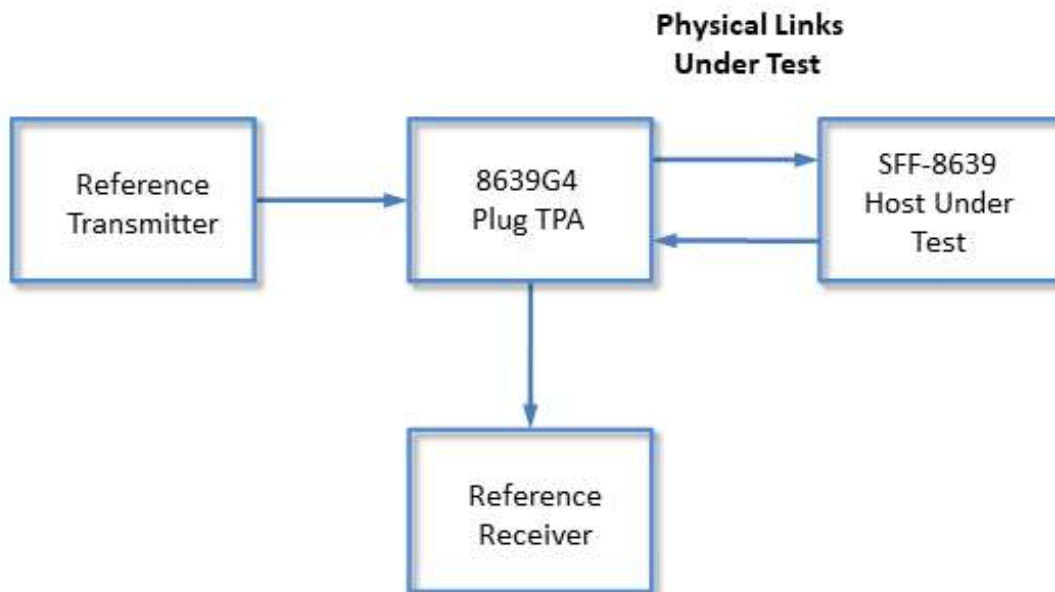 Physical Links
Under Test
Reference
Transmitter
8639G4
Plug TPA
SFF-8639
Host Under
Test
Reference
Receiver